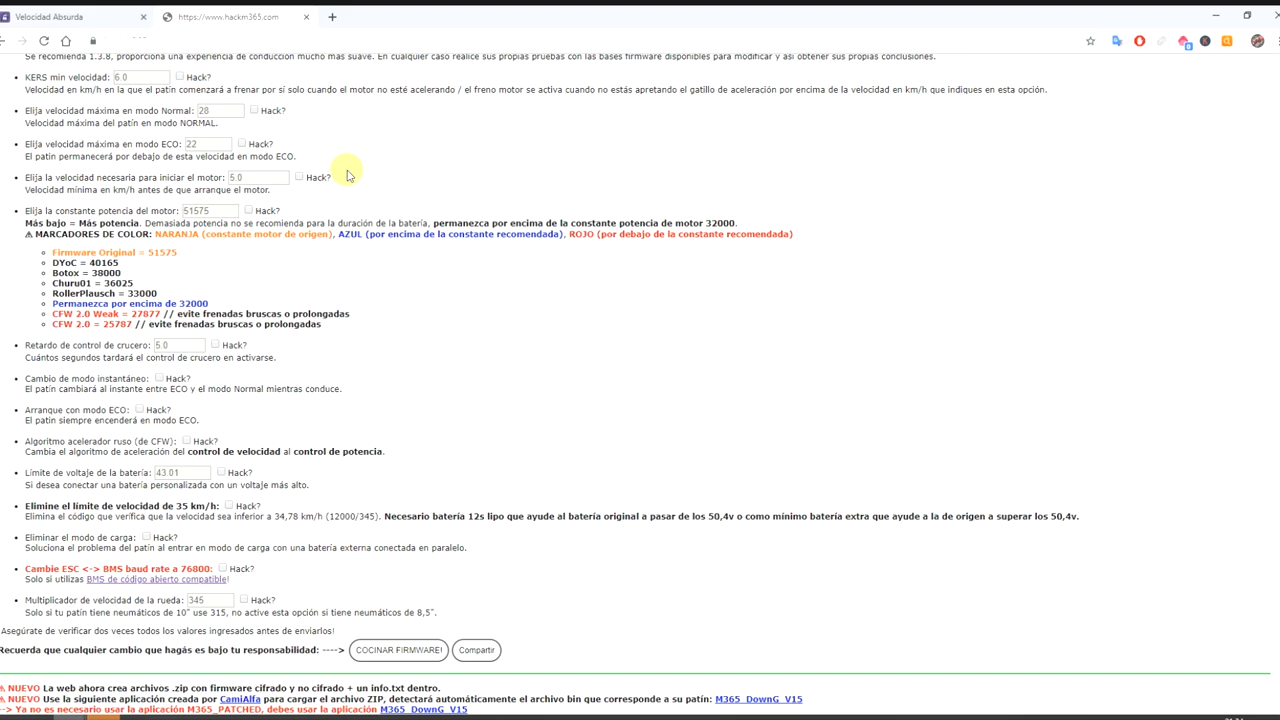 Velocidad Absurda
https://www.hackm365.com
Se recomienda 1.3.8, proporciona una experiencia de conducción mucho más suave. En cualquier caso realice sus propias pruebas con las bases firmware disponibles para modificar y así obtener sus propias conclusiones.
KERS min velocidad: 6.0 Hack?
Velocidad en km/h en la que el patín comenzará a frenar por sí solo cuando el motor no esté acelerando / el freno motor se activa cuando no estás apretando el gatillo de aceleración por encima de la velocidad en km/h que indiques en esta opción.
Elija velocidad máxima en modo Normal: 28 Hack?
Velocidad máxima del patín en modo NORMAL.
Elija velocidad máxima en modo ECO: 22 Hack?
El patin permanecerá por debajo de esta velocidad en modo ECO.
Elija la velocidad necesaria para iniciar el motor: 5.0 Hack?
Velocidad mínima en km/h antes de que arranque el motor.
Elija la constante potencia del motor: 51575 Hack?
Más bajo = Más potencia. Demasiada potencia no se recomienda para la duración de la batería, permanezca por encima de la constante potencia de motor 32000.
⚠ MARCADORES DE COLOR: NARANJA (constante motor de origen), AZUL (por encima de la constante recomendada), ROJO (por debajo de la constante recomendada)
Firmware Original = 51575
DYoC = 40165
Botox = 38000
Churu01 = 36025
RollerPlausch = 33000
Permanezca por encima de 32000
CFW 2.0 Weak = 27877 // evite frenadas bruscas o prolongadas
CFW 2.0 = 25787 // evite frenadas bruscas o prolongadas
Retardo de control de crucero: 5.0 Hack?
Cuántos segundos tardará el control de crucero en activarse.
Cambio de modo instantáneo: Hack?
El patín cambiará al instante entre ECO y el modo Normal mientras conduce.
Arranque con modo ECO: Hack?
El patin siempre encenderá en modo ECO.
Algoritmo acelerador ruso (de CFW): Hack?
Cambia el algoritmo de aceleración del control de velocidad al control de potencia.
Límite de voltaje de la batería: 43.01 Hack?
Si desea conectar una batería personalizada con un voltaje más alto.
Elimine el límite de velocidad de 35 km/h: Hack?
Elimina el código que verifica que la velocidad sea inferior a 34,78 km/h (12000/345). Necesario batería 12s lipo que ayude al batería original a pasar de los 50,4v o como mínimo batería extra que ayude a la de origen a superar los 50,4v.
Eliminar el modo de carga: Hack?
Soluciona el problema del patín al entrar en modo de carga con una batería externa conectada en paralelo.
Cambie ESC <-> BMS baud rate a 76800: Hack?
Solo si utilizas BMS de código abierto compatible!
Multiplicador de velocidad de la rueda: 345 Hack?
Solo si tu patín tiene neumáticos de 10" use 315, no active esta opción si tiene neumáticos de 8,5".
Asegúrate de verificar dos veces todos los valores ingresados antes de enviarlos!
Recuerda que cualquier cambio que hagás es bajo tu responsabilidad: ----> COCINAR FIRMWARE! Compartir
⚠ NUEVO La web ahora crea archivos .zip con firmware cifrado y no cifrado + un info.txt dentro.
⚠ NUEVO Use la siguiente aplicación creada por CamiAlfa para cargar el archivo ZIP, detectará automáticamente el archivo bin que corresponde a su patín: M365_DownG_V15
--> Ya no es necesario usar la aplicación M365_PATCHED, debes usar la aplicación M365_DownG_V15